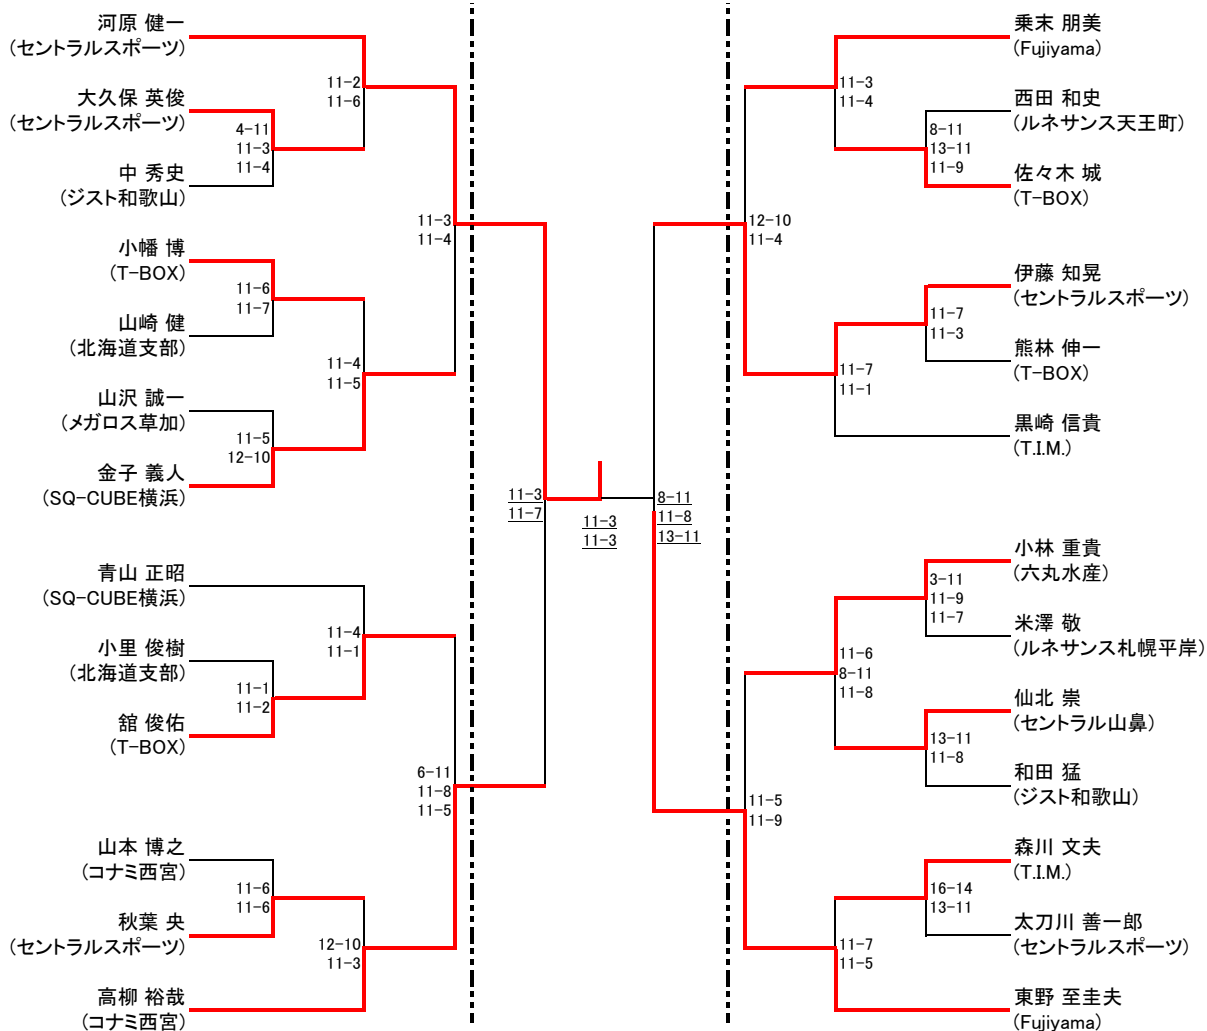 河原 健一
(セントラルスポーツ)
11-2
11-6
大久保 英俊
(セントラルスポーツ)
4-11
11-3
11-4
中 秀史
(ジスト和歌山)
11-3
11-4
小幡 博
(T-BOX)
11-6
11-7
山崎 健
(北海道支部)
11-4
11-5
山沢 誠一
(メガロス草加)
11-5
12-10
金子 義人
(SQ-CUBE横浜)
11-3
11-7
11-3
11-3
8-11
11-8
13-11
青山 正昭
(SQ-CUBE横浜)
11-4
11-1
小里 俊樹
(北海道支部)
11-1
11-2
舘 俊佑
(T-BOX)
6-11
11-8
11-5
山本 博之
(コナミ西宮)
11-6
11-6
秋葉 央
(セントラルスポーツ)
12-10
11-3
高柳 裕哉
(コナミ西宮)
乗末 朋美
(Fujiyama)
11-3
11-4
西田 和史
(ルネサンス天王町)
8-11
13-11
11-9
佐々木 城
(T-BOX)
12-10
11-4
伊藤 知晃
(セントラルスポーツ)
11-7
11-3
熊林 伸一
(T-BOX)
11-7
11-1
黒崎 信貴
(T.I.M.)
小林 重貴
(六丸水産)
3-11
11-9
11-7
米澤 敬
(ルネサンス札幌平岸)
11-6
8-11
11-8
仙北 崇
(セントラル山鼻)
13-11
11-8
和田 猛
(ジスト和歌山)
11-5
11-9
森川 文夫
(T.I.M.)
16-14
13-11
太刀川 善一郎
(セントラルスポーツ)
11-7
11-5
東野 至圭夫
(Fujiyama)